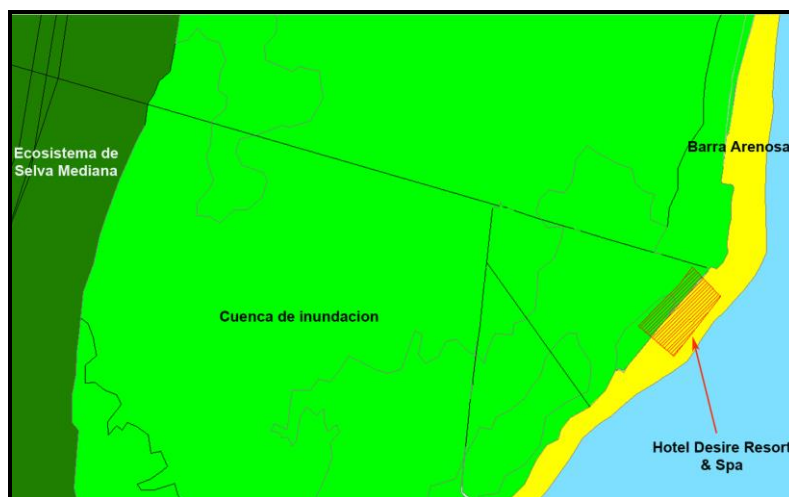 Ecosistema de
Selva Mediana
Barra Arenosa
Cuenca de inundacion
Hotel Desire Resort
& Spa